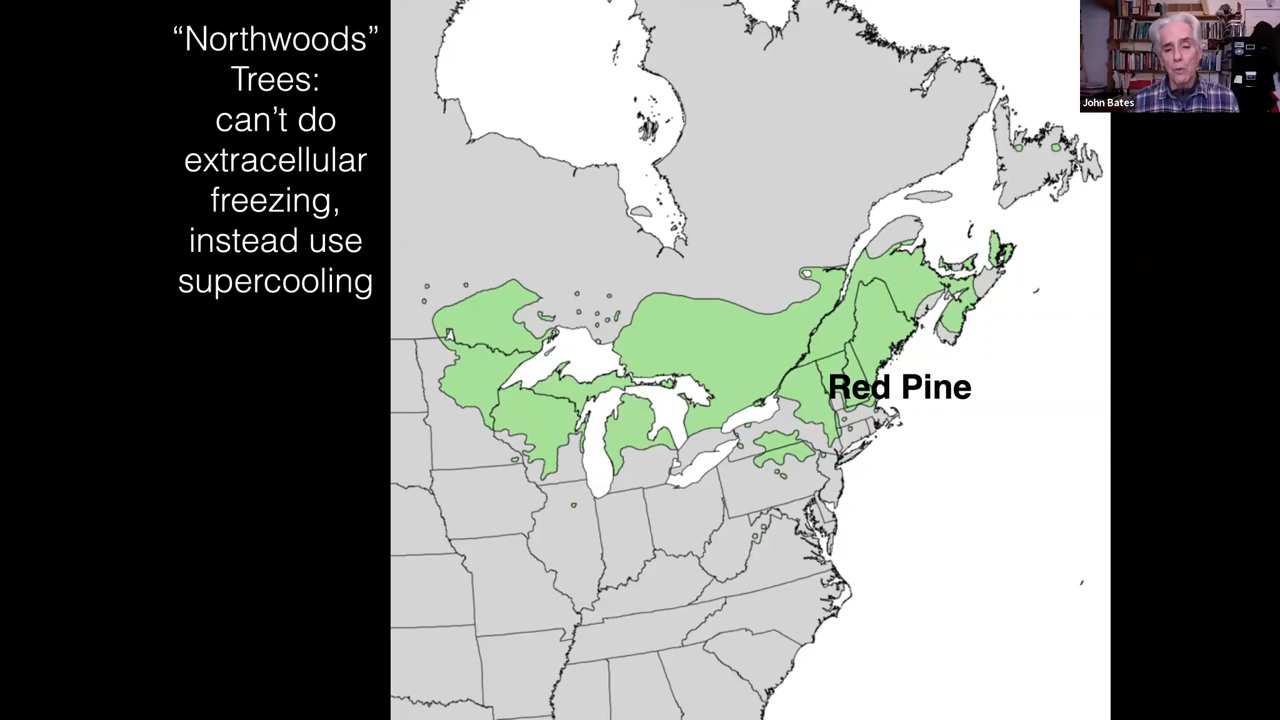 “Northwoods”
Trees:
can’t do
extracellular
freezing,
instead use
supercooling
Red Pine
John Bates